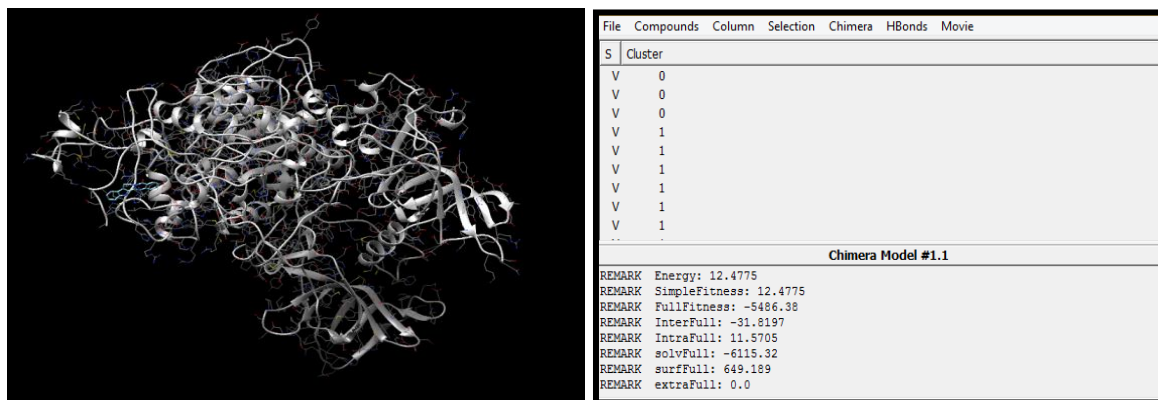 File Compounds Column Selection Chimera HBonds Movie
S Cluster
V 0
V 0
V 0
V 1
V 1
V 1
V 1
V 1
V 1
Chimera Model #1.1
REMARK Energy: 12.4775
REMARK SimpleFitness: 12.4775
REMARK FullFitness: -5486.38
REMARK InterFull: -31.8197
REMARK IntraFull: 11.5705
REMARK solvFull: -6115.32
REMARK surfFull: 649.189
REMARK extraFull: 0.0